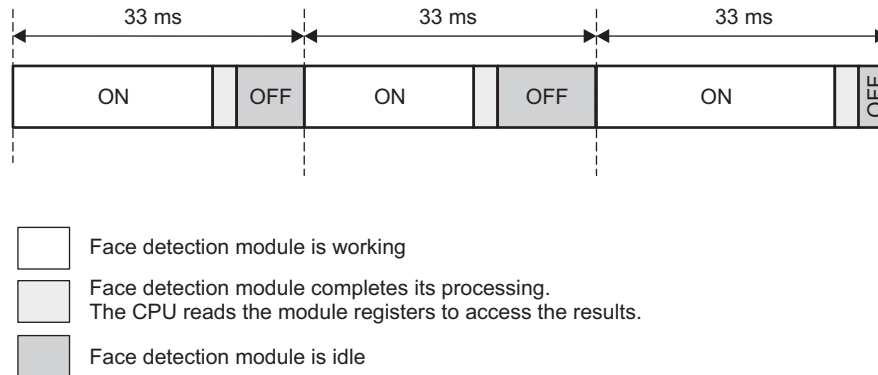 33 ms 33 ms 33 ms
ON OFF ON OFF ON OFF
Face detection module is working
Face detection module completes its processing.
The CPU reads the module registers to access the results.
Face detection module is idle